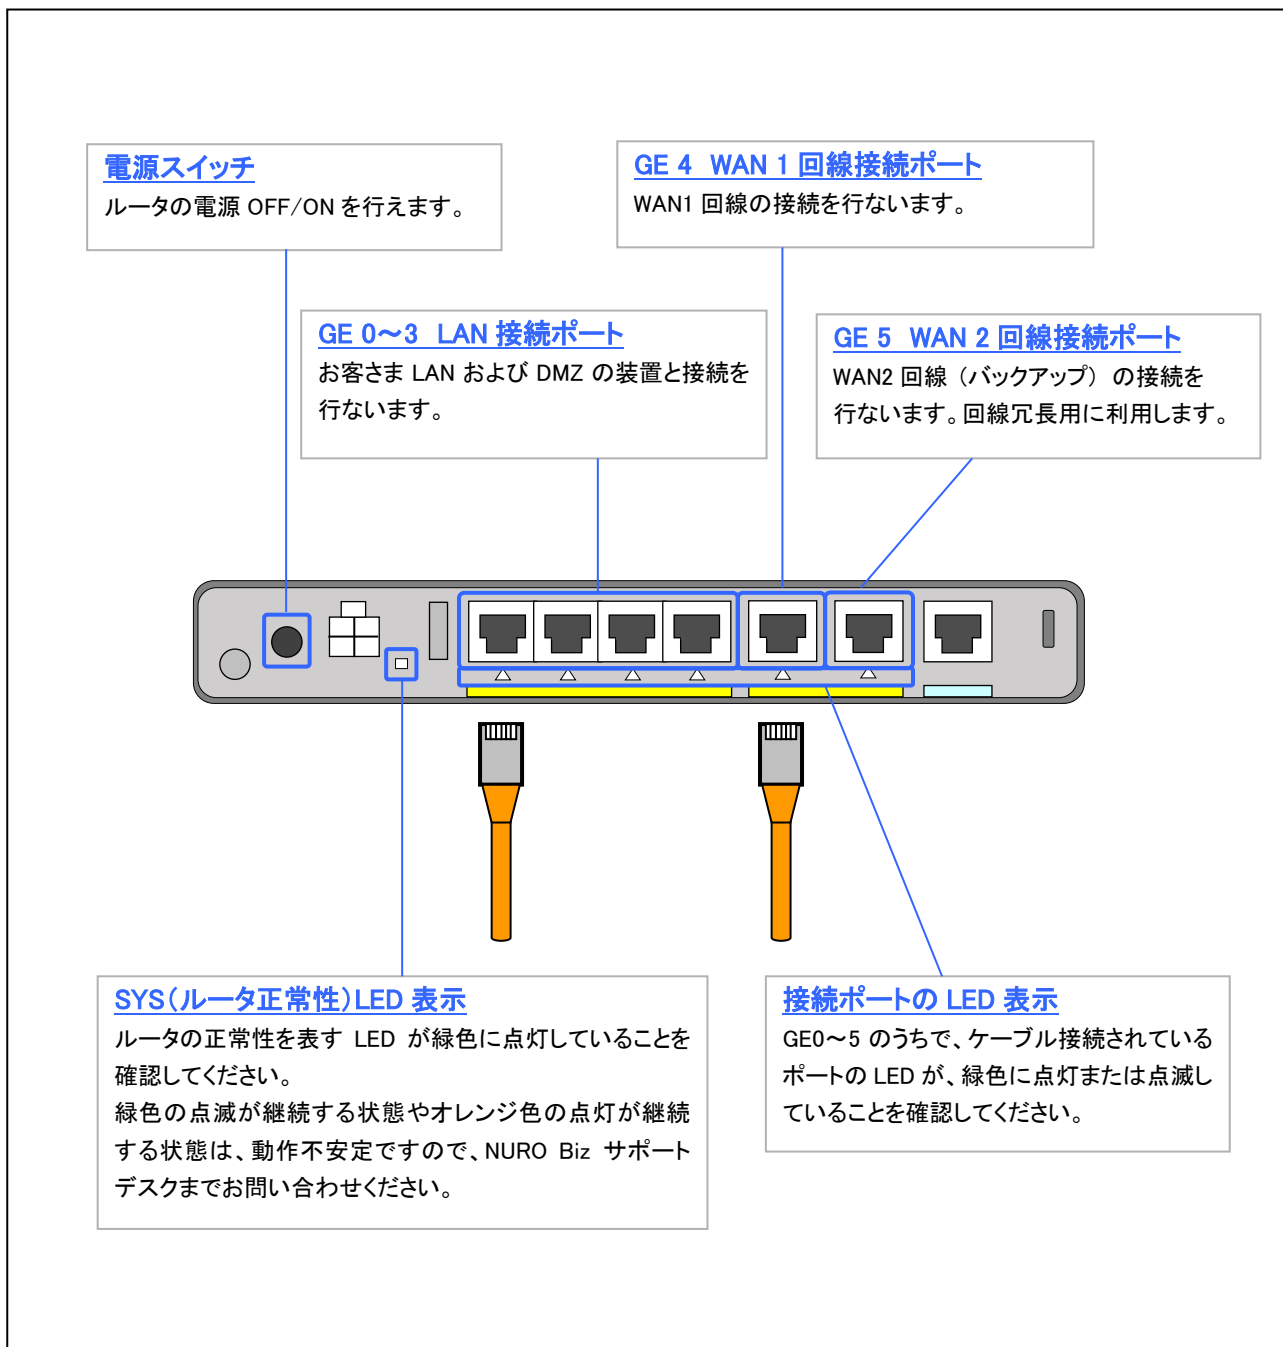 電源スイッチ
ルータの電源 OFF/ON を行えます。
GE 4 WAN 1 回線接続ポート
WAN1 回線の接続を行ないます。
GE 0～3 LAN 接続ポート
お客さま LAN および DMZ の装置と接続を
行ないます。
GE 5 WAN 2 回線接続ポート
WAN2 回線（バックアップ）の接続を
行ないます。回線冗長用に利用します。
SYS（ルータ正常性）LED 表示
ルータの正常性を表す LED が緑色に点灯していることを
確認してください。
緑色の点滅が継続する状態やオレンジ色の点灯が継続
する状態は、動作不安定ですので、NURO Biz サポート
デスクまでお問い合わせください。
接続ポートの LED 表示
GE0～5 のうちで、ケーブル接続されている
ポートの LED が、緑色に点灯または点滅し
ていることを確認してください。